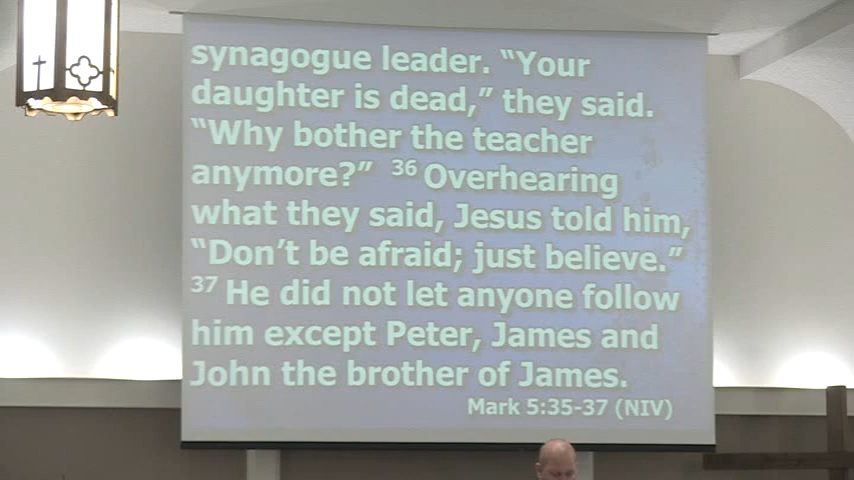 synagogue leader. “Your
daughter is dead,” they said.
“Why bother the teacher
anymore?” 36 Overhearing
what they said, Jesus told him,
“Don’t be afraid; just believe.”
37 He did not let anyone follow
him except Peter, James and
John the brother of James.
Mark 5:35-37 (NIV)